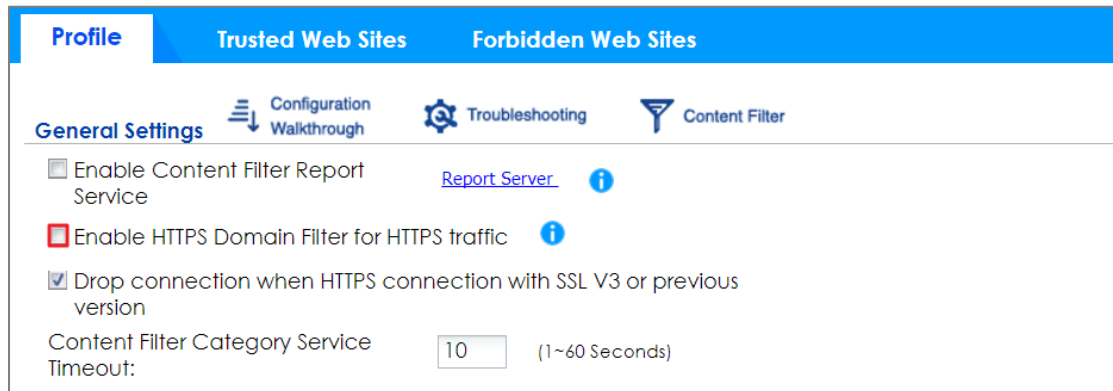 Profile
Trusted Web Sites
Forbidden Web Sites
General Settings
Configuration
Walkthrough
Troubleshooting
Content Filter
Enable Content Filter Report
Service
Report Server
Enable HTTPS Domain Filter for HTTPS traffic
Drop connection when HTTPS connection with SSL V3 or previous
version
Content Filter Category Service
Timeout:
10
(1~60 Seconds)